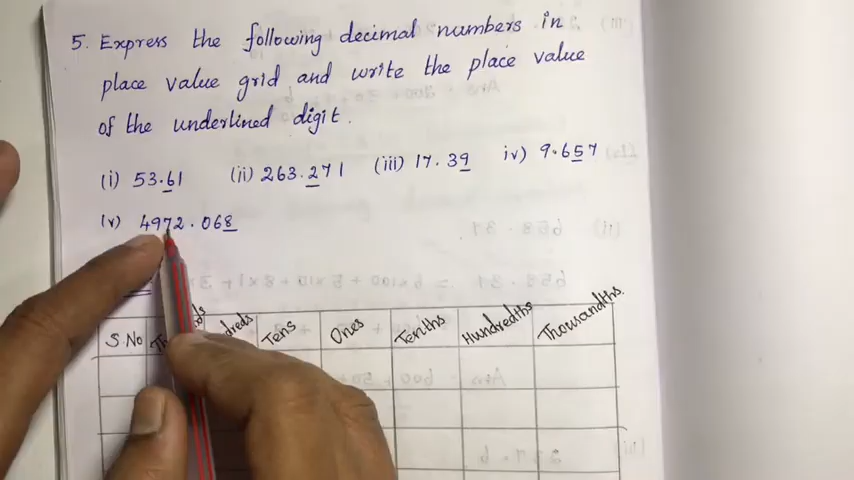 5. Express the following decimal numbers in
place value grid and write the place value
of the underlined digit.
(i) 53.61 (ii) 263.271 (iii) 17.39 iv) 9.657
(v) 4972.068
S.No Tens Ones Tenths Hundredths Thousandths